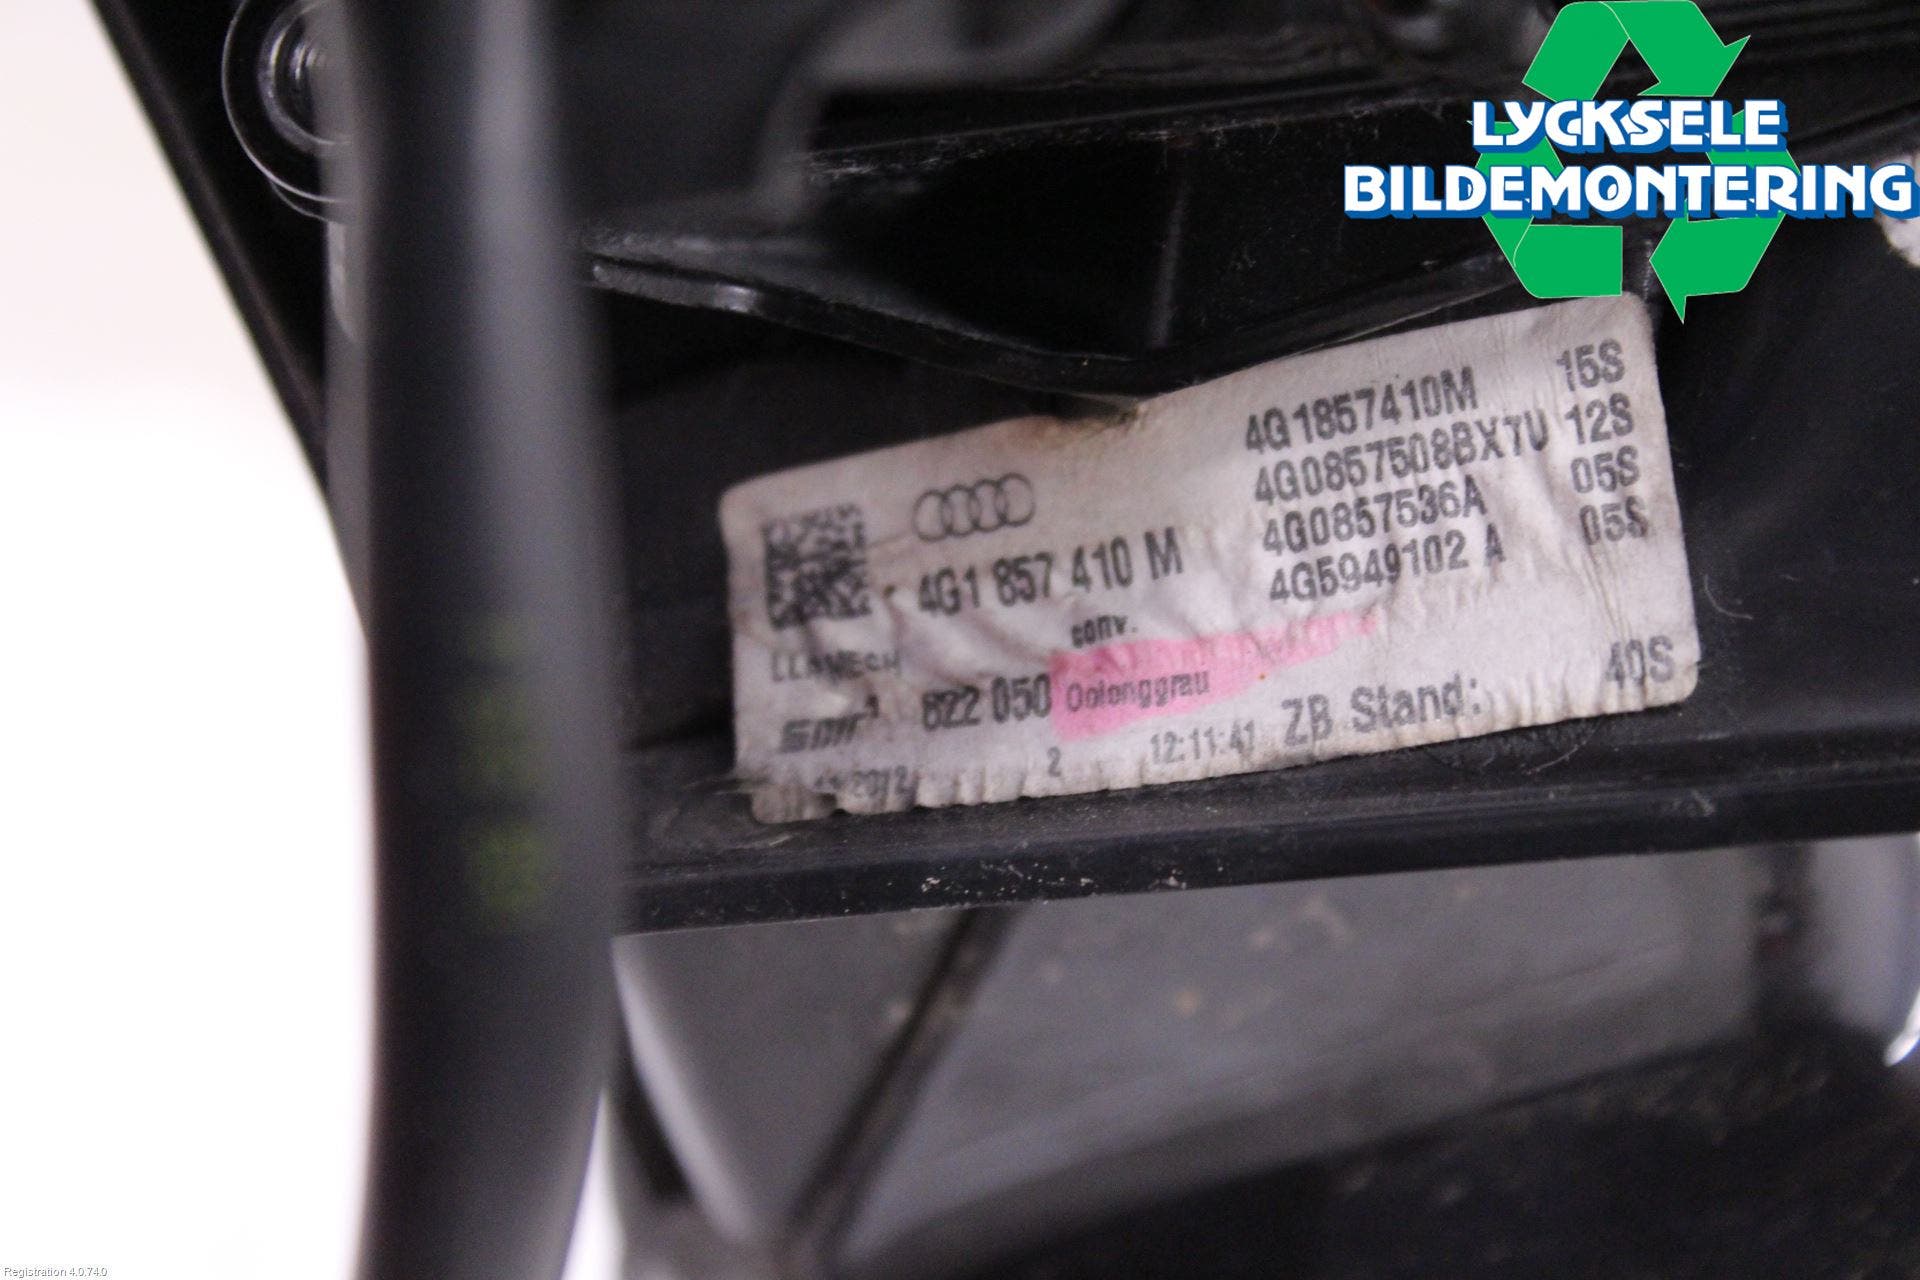 LYCKSELE
BILDEMONTERING
4G1857410M 15S
4G0857508BX7U 12S
4G0857536A 05S
4G5949102 A 05S
4G1 857 410 M
conv.
822 050 Oolonggrau
40S
ZB Stand:
2 12:11:41
Registration 4.0.74.0